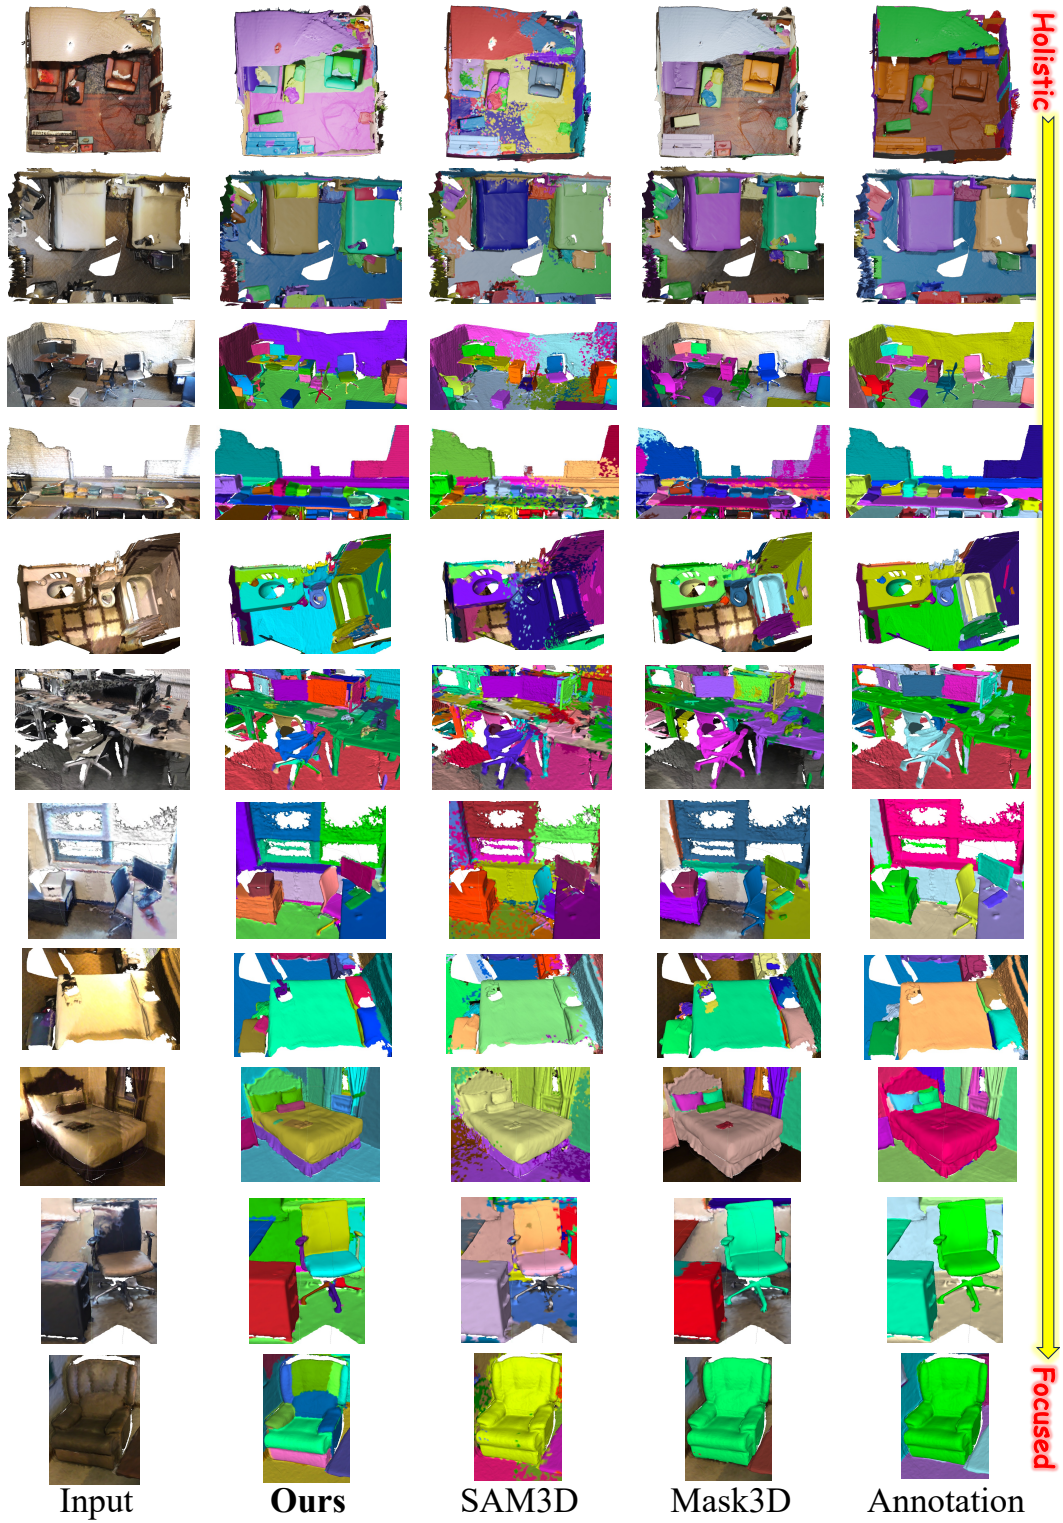 Holistic
Focused
Input
Ours
SAM3D
Mask3D
Annotation